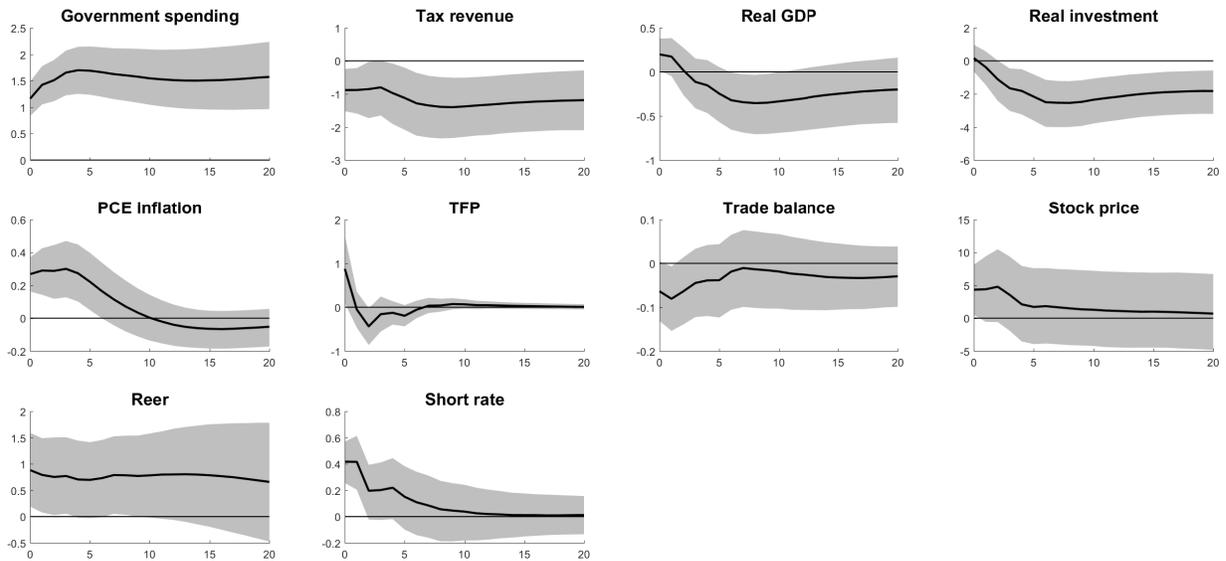 Government spending
2.5
2
1.5
1
0.5
0
0 5 10 15 20
Tax revenue
1
0
-1
-2
-3
0 5 10 15 20
Real GDP
0.5
0
-0.5
-1
0 5 10 15 20
Real investment
2
0
-2
-4
-6
0 5 10 15 20
PCE inflation
0.6
0.4
0.2
0
-0.2
0 5 10 15 20
TFP
2
1
0
-1
0 5 10 15 20
Trade balance
0.1
0
-0.1
-0.2
0 5 10 15 20
Stock price
15
10
5
0
-5
0 5 10 15 20
Reer
2
1.5
1
0.5
0
-0.5
0 5 10 15 20
Short rate
0.8
0.6
0.4
0.2
0
-0.2
0 5 10 15 20